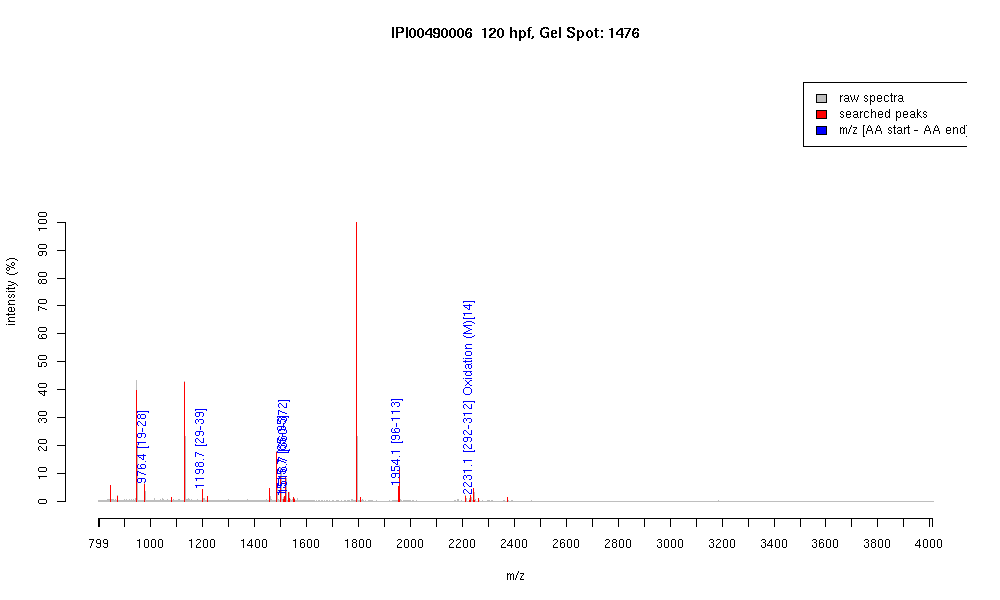 IPI00490006 120 hpf, Gel Spot: 1476
raw spectra
searched peaks
m/z [AA start - AA end]
intensity (%)
100
90
80
70
60
50
40
30
20
10
0
976.4 [19-28]
1198.7 [29-39]
1954.1 [96-113]
2231.1 [292-312] Oxidation (M)[14]
799 1000 1200 1400 1600 1800 2000 2200 2400 2600 2800 3000 3200 3400 3600 3800 4000
m/z